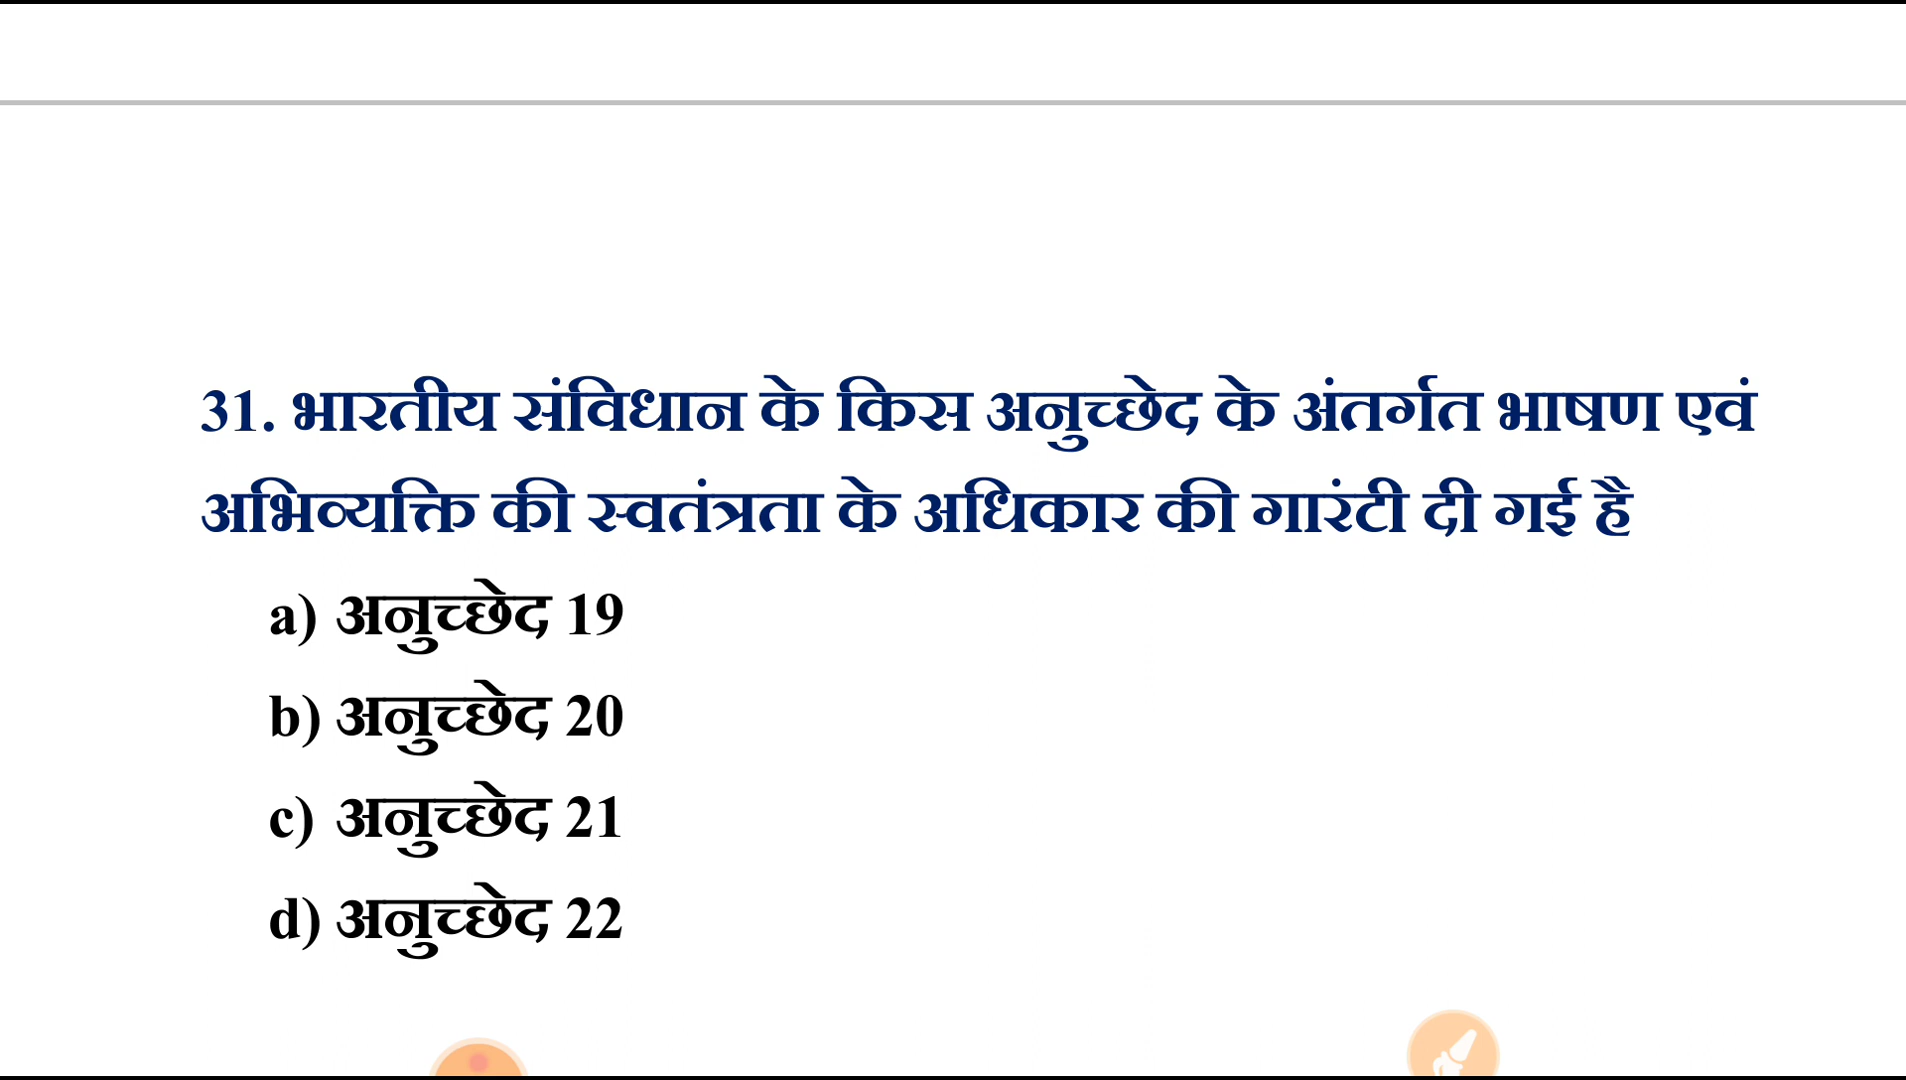 31. भारतीय संविधान के किस अनुच्छेद के अंतर्गत भाषण एवं
अभिव्यक्ति की स्वतंत्रता के अधिकार की गारंटी दी गई है
a) अनुच्छेद 19
b) अनुच्छेद 20
c) अनुच्छेद 21
d) अनुच्छेद 22